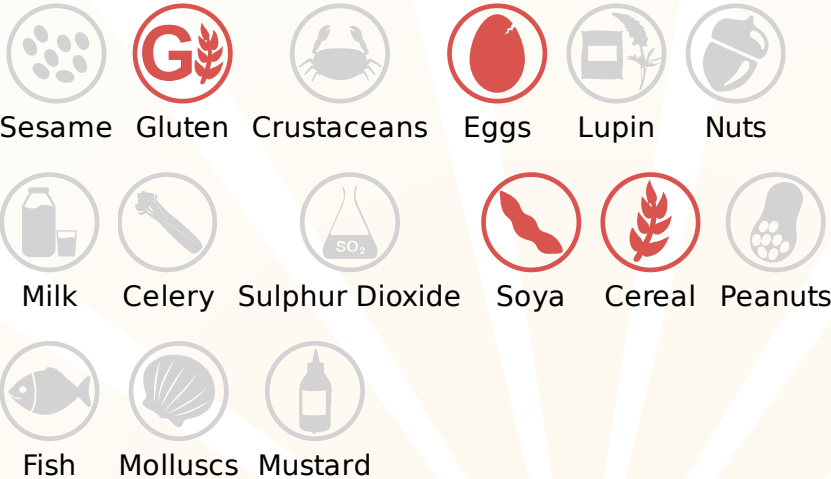 G
Sesame Gluten Crustaceans Eggs Lupin Nuts
SO₂
Milk Celery Sulphur Dioxide Soya Cereal Peanuts
Fish Molluscs Mustard